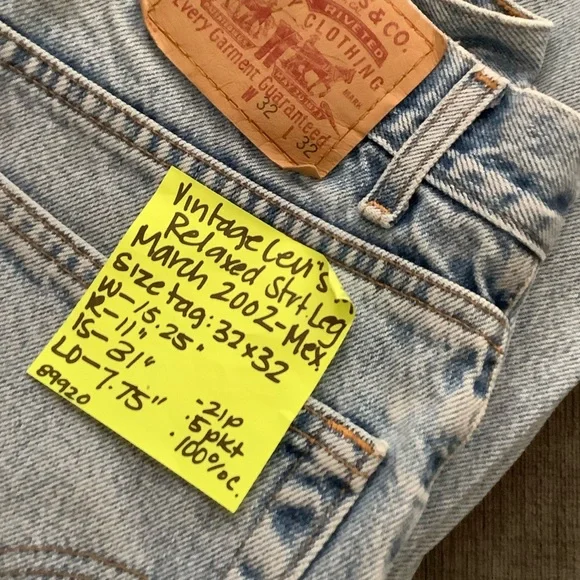 S & CO.
RIVETED
CLOTHING
Every Garment Guaranteed
W 32 L 32
Vintage Levi's
Relaxed Strt Leg
March 2002-Mex
size tag: 32x32
W-15.25"
R-11"
IS-31"
LO-7.75"
89920
-zip
.5pkt
.100% c.